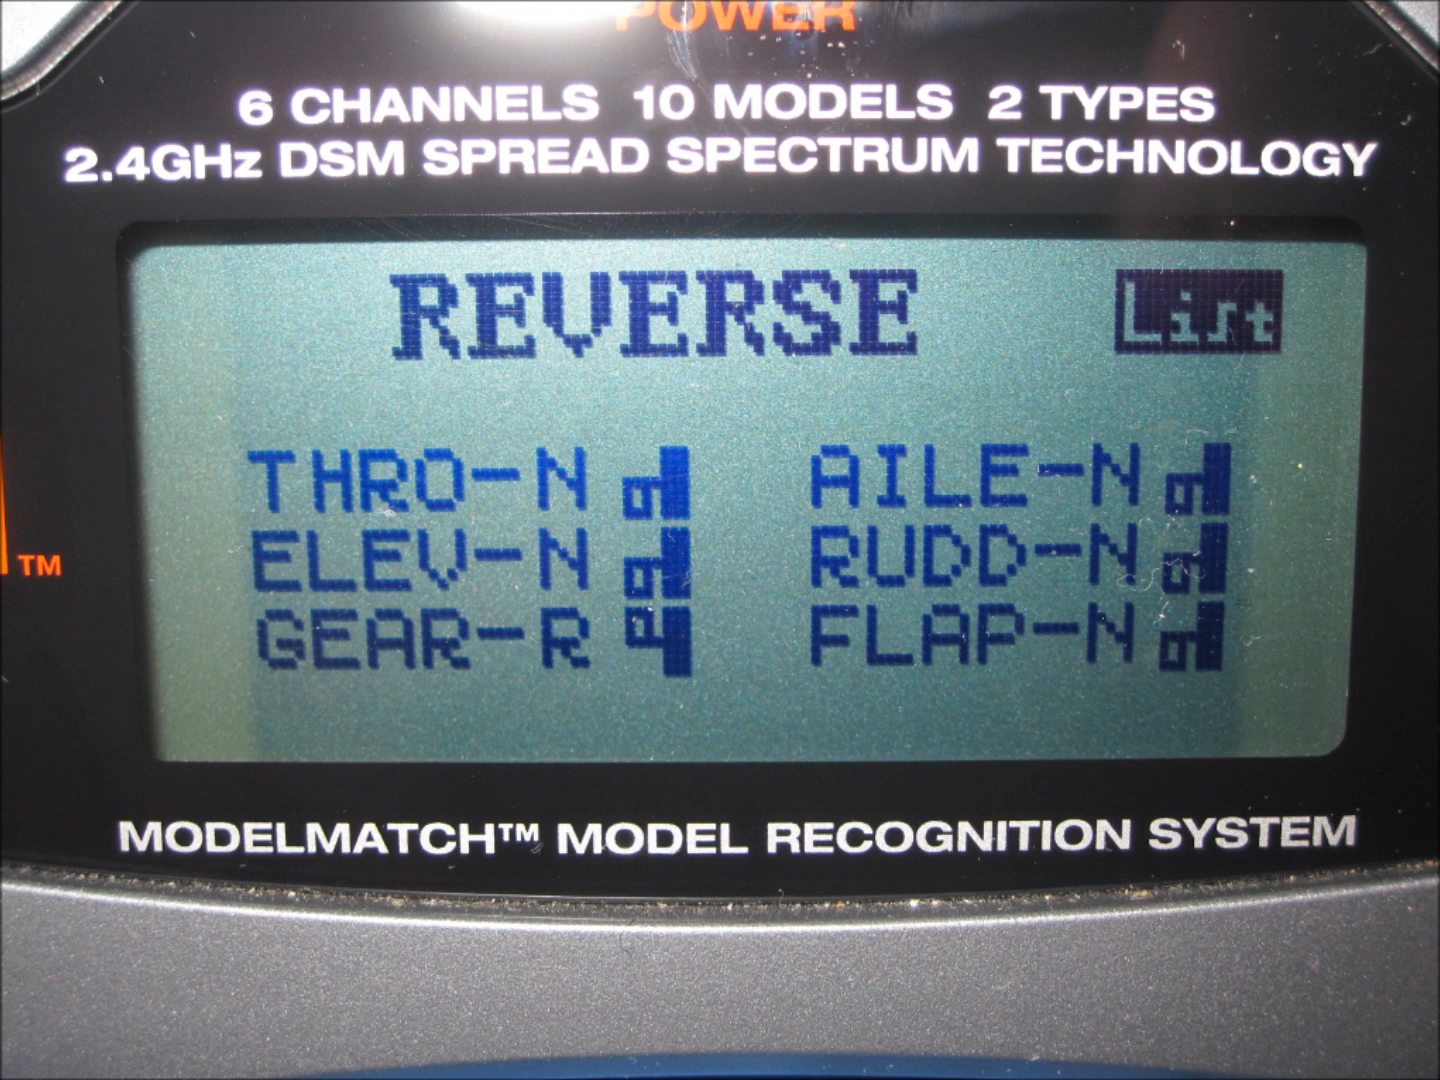 POWER
6 CHANNELS 10 MODELS 2 TYPES
2.4GHz DSM SPREAD SPECTRUM TECHNOLOGY
REVERSE List
THRO-N AILE-N
ELEV-N RUDD-N
GEAR-R FLAP-N
TM
MODELMATCH™ MODEL RECOGNITION SYSTEM